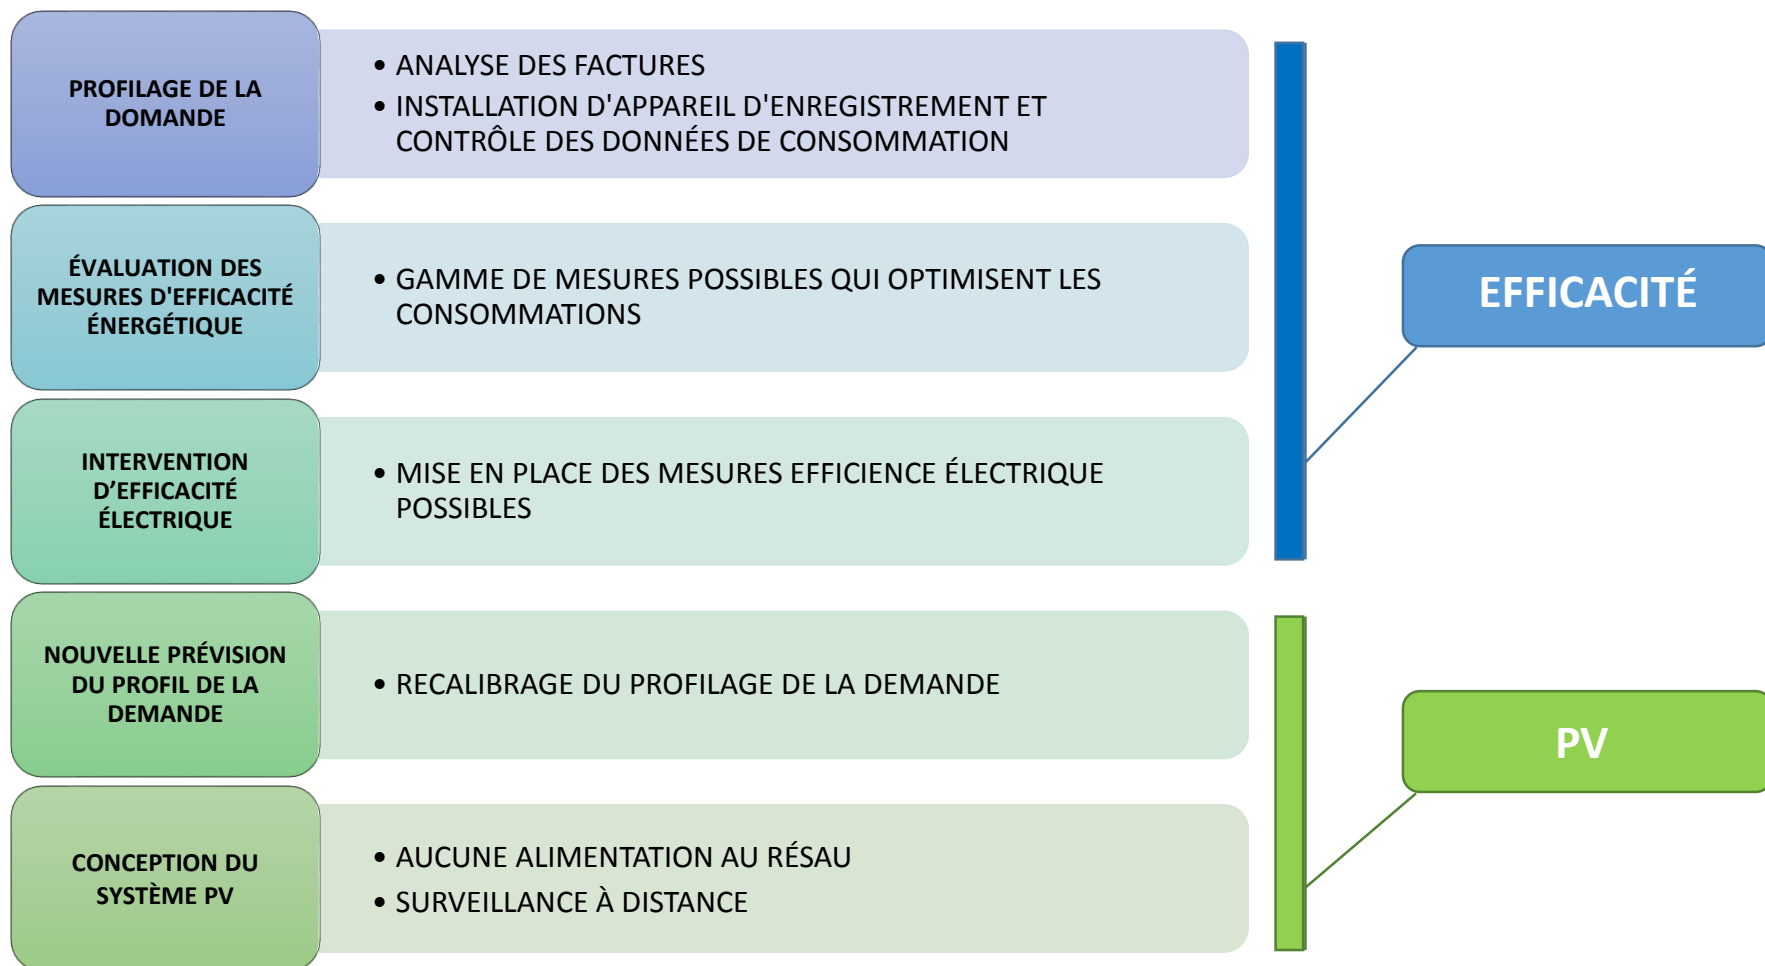 PROFILAGE DE LA
DOMANDE
• ANALYSE DES FACTURES
• INSTALLATION D'APPAREIL D'ENREGISTREMENT ET
CONTRÔLE DES DONNÉES DE CONSOMMATION
ÉVALUATION DES
MESURES D'EFFICACITÉ
ÉNERGÉTIQUE
• GAMME DE MESURES POSSIBLES QUI OPTIMISENT LES
CONSOMMATIONS
INTERVENTION
D’EFFICACITÉ
ÉLECTRIQUE
• MISE EN PLACE DES MESURES EFFICIENCE ÉLECTRIQUE
POSSIBLES
EFFICACITÉ
NOUVELLE PRÉVISION
DU PROFIL DE LA
DEMANDE
• RECALIBRAGE DU PROFILAGE DE LA DEMANDE
CONCEPTION DU
SYSTÈME PV
• AUCUNE ALIMENTATION AU RÉSAU
• SURVEILLANCE À DISTANCE
PV